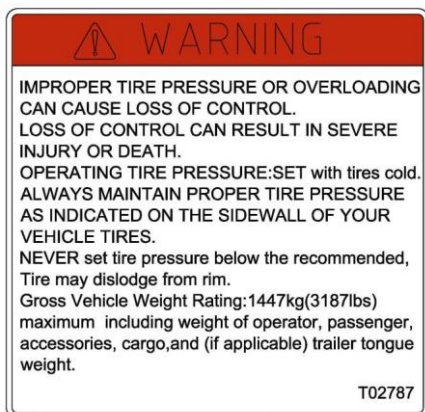 WARNING
IMPROPER TIRE PRESSURE OR OVERLOADING
CAN CAUSE LOSS OF CONTROL.
LOSS OF CONTROL CAN RESULT IN SEVERE
INJURY OR DEATH.
OPERATING TIRE PRESSURE:SET with tires cold.
ALWAYS MAINTAIN PROPER TIRE PRESSURE
AS INDICATED ON THE SIDEWALL OF YOUR
VEHICLE TIRES.
NEVER set tire pressure below the recommended,
Tire may dislodge from rim.
Gross Vehicle Weight Rating:1447kg(3187lbs)
maximum including weight of operator, passenger,
accessories, cargo,and (if applicable) trailer tongue
weight.
T02787